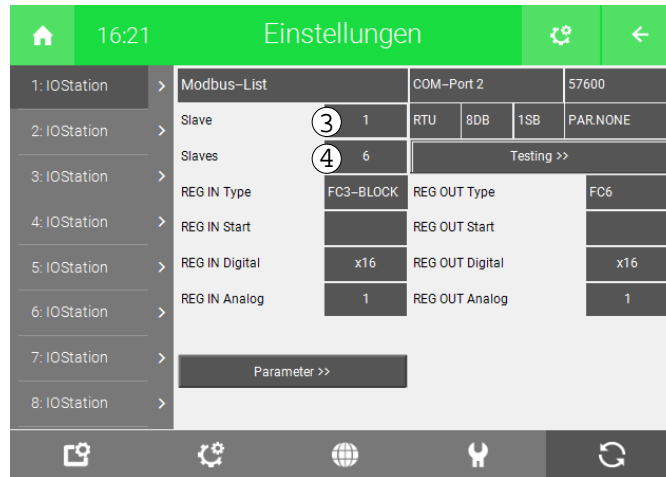 16:21 Einstellungen
1: IOStation
2: IOStation
3: IOStation
4: IOStation
5: IOStation
6: IOStation
7: IOStation
8: IOStation
Modbus-List COM-Port 2 57600
Slave ③ 1 RTU 8DB 1SB PAR.NONE
Slaves ④ 6 Testing >>
REG IN Type FC3-BLOCK REG OUT Type FC6
REG IN Start REG OUT Start
REG IN Digital x16 REG OUT Digital x16
REG IN Analog 1 REG OUT Analog 1
Parameter >>